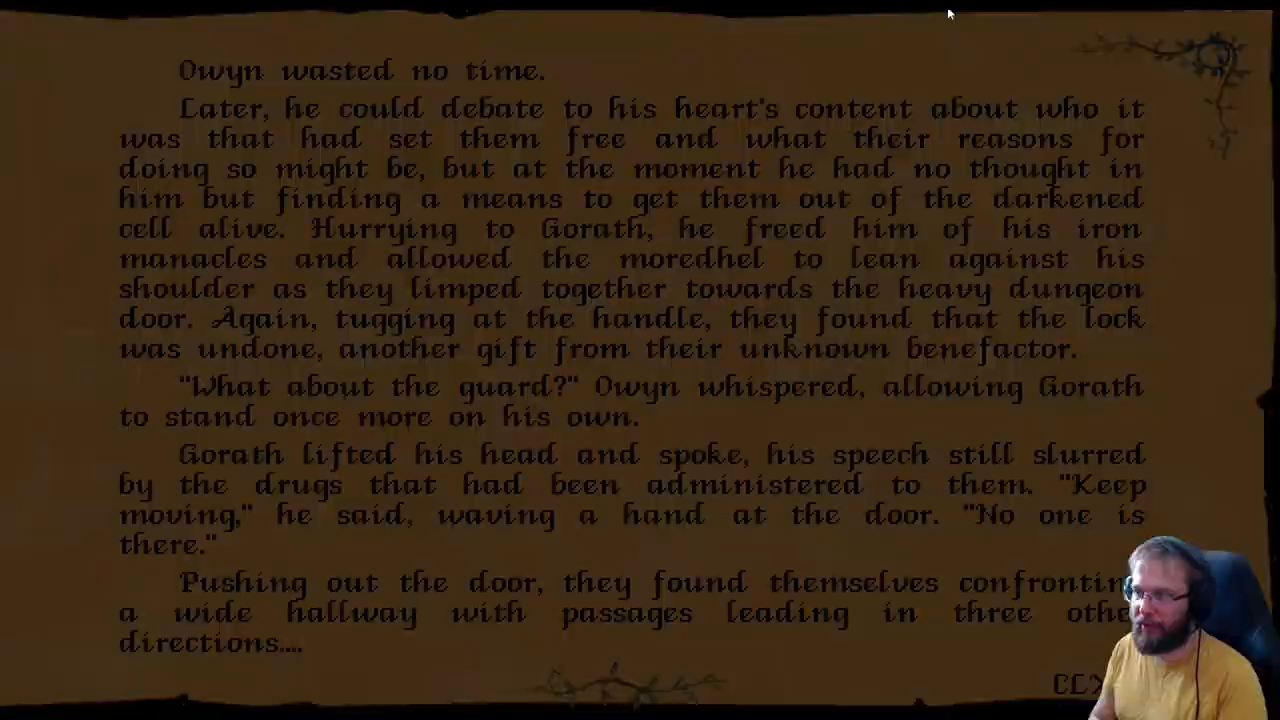 Owyn wasted no time.
Later, he could debate to his heart's content about who it
was that had set them free and what their reasons for
doing so might be, but at the moment he had no thought in
him but finding a means to get them out of the darkened
cell alive. Hurrying to Gorath, he freed him of his iron
manacles and allowed the moredhel to lean against his
shoulder as they limped together towards the heavy dungeon
door. Again, tugging at the handle, they found that the lock
was undone, another gift from their unknown benefactor.
"What about the guard?" Owyn whispered, allowing Gorath
to stand once more on his own.
Gorath lifted his head and spoke, his speech still slurred
by the drugs that had been administered to them. "Keep
moving," he said, waving a hand at the door. "No one is
there."
Pushing out the door, they found themselves confrontin
a wide hallway with passages leading in three othe
directions....